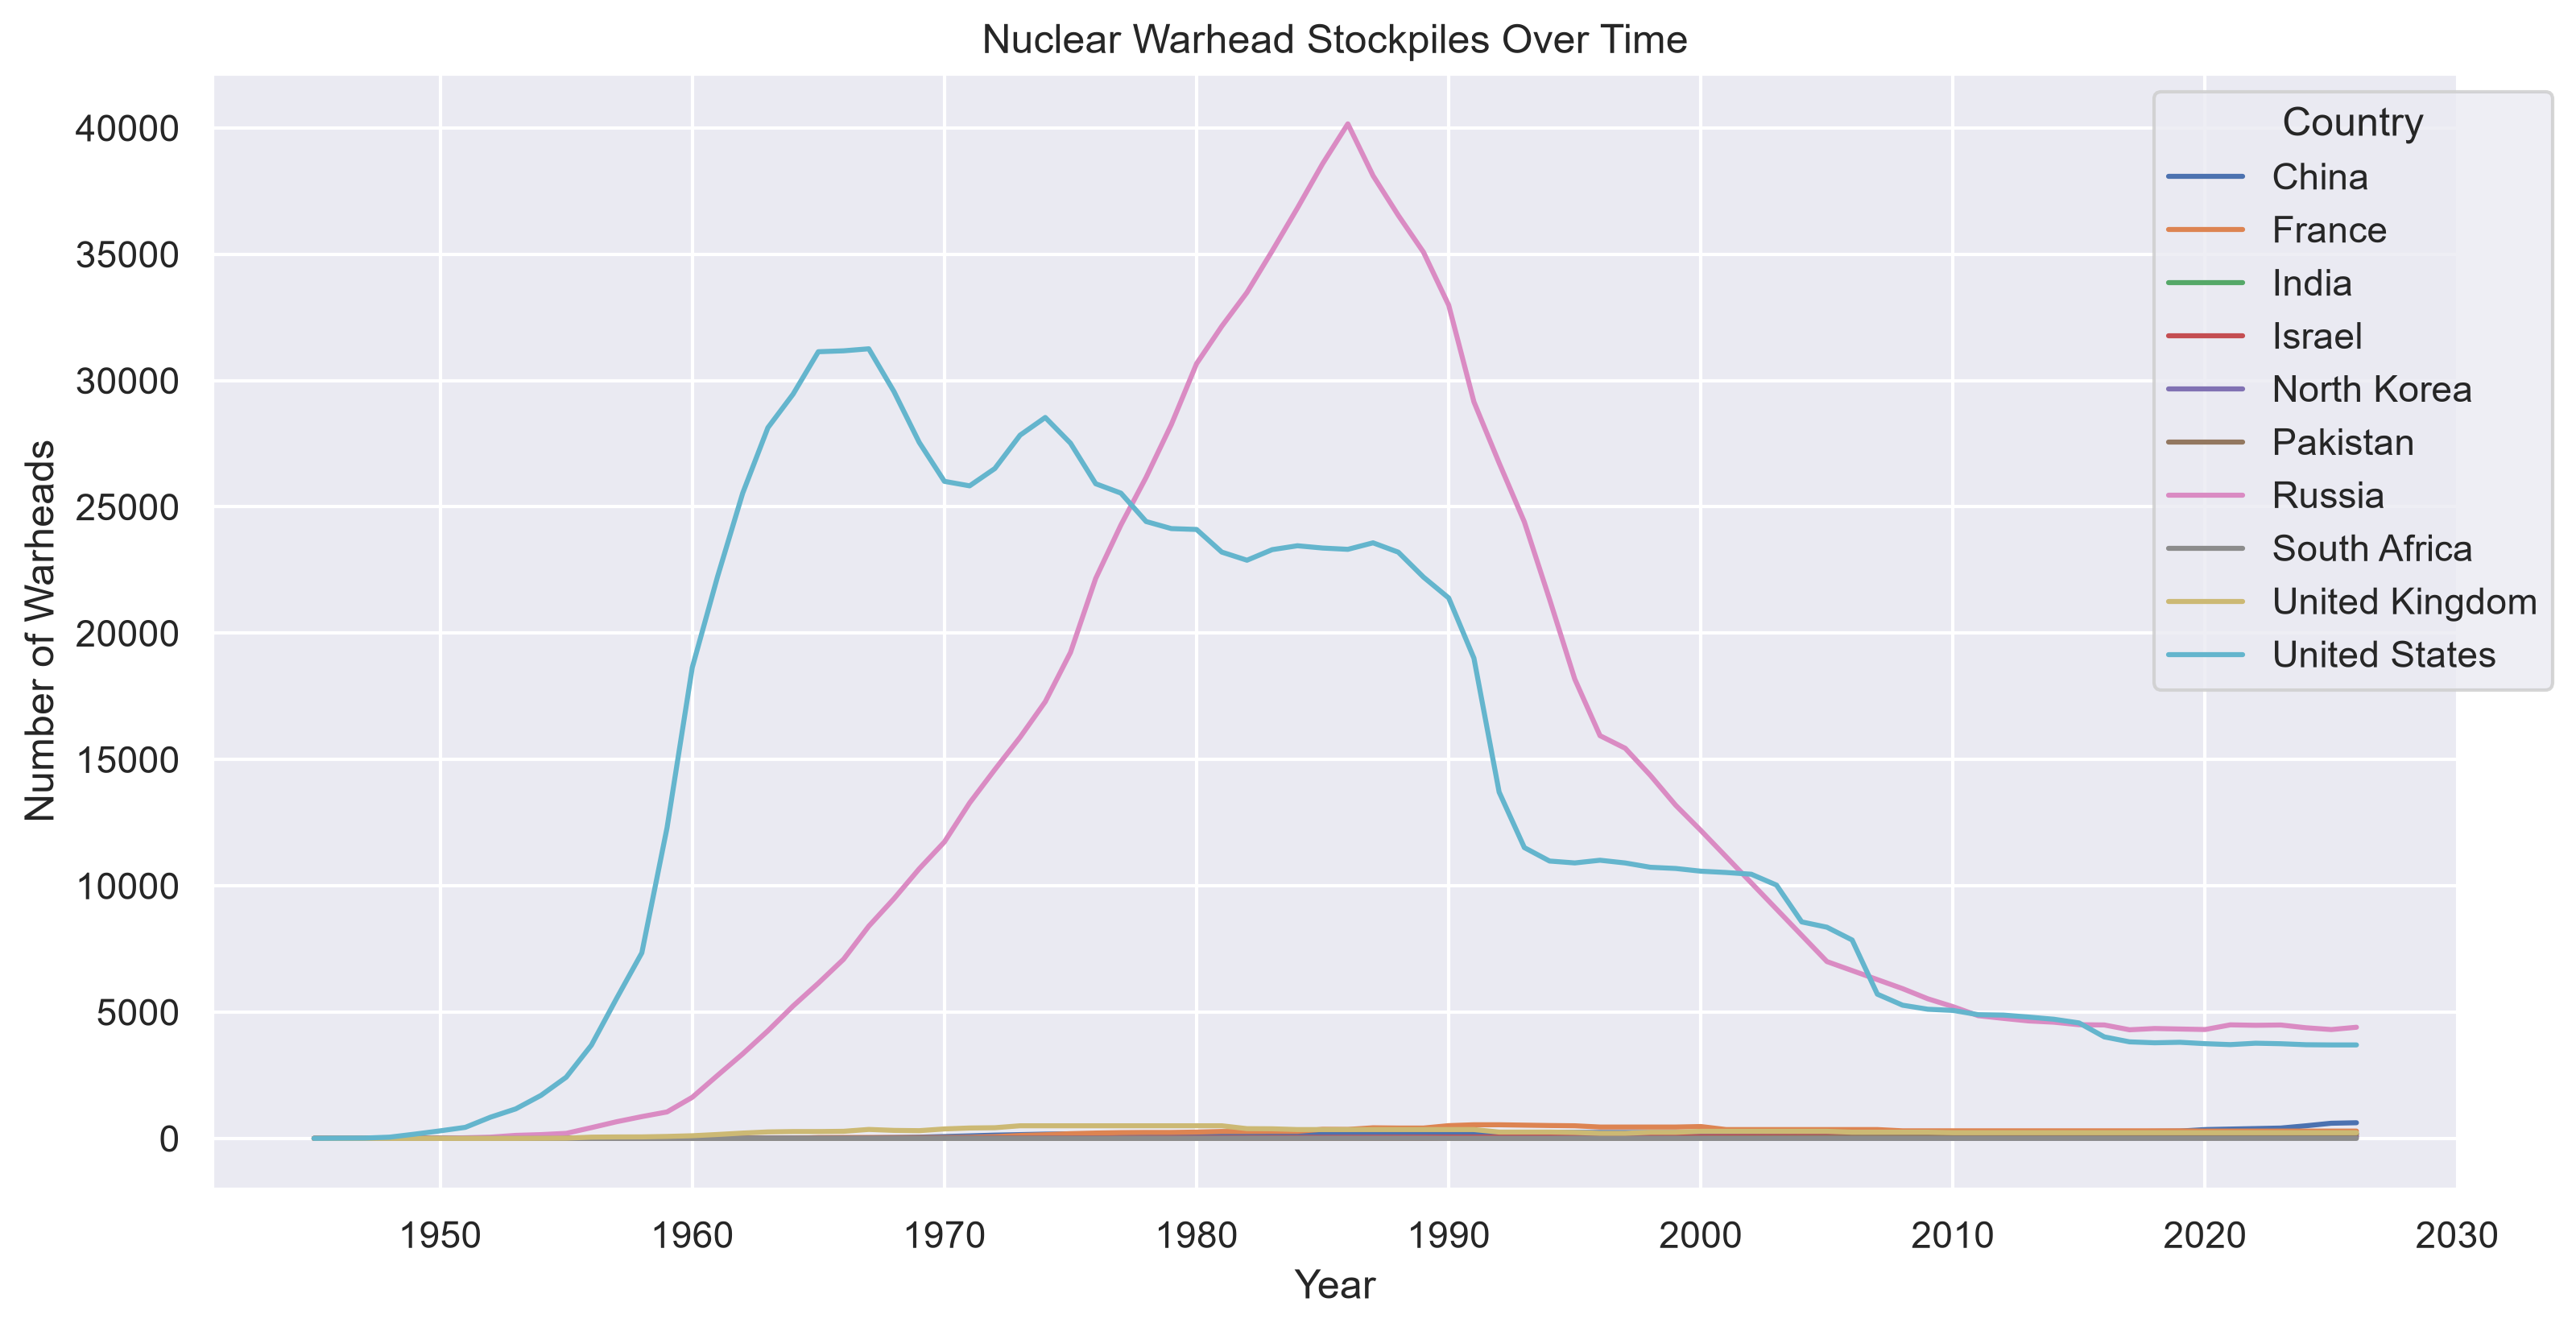 Nuclear Warhead Stockpiles Over Time
Number of Warheads
40000
35000
30000
25000
20000
15000
10000
5000
0
Country
China
France
India
Israel
North Korea
Pakistan
Russia
South Africa
United Kingdom
United States
1950 1960 1970 1980 1990 2000 2010 2020 2030
Year